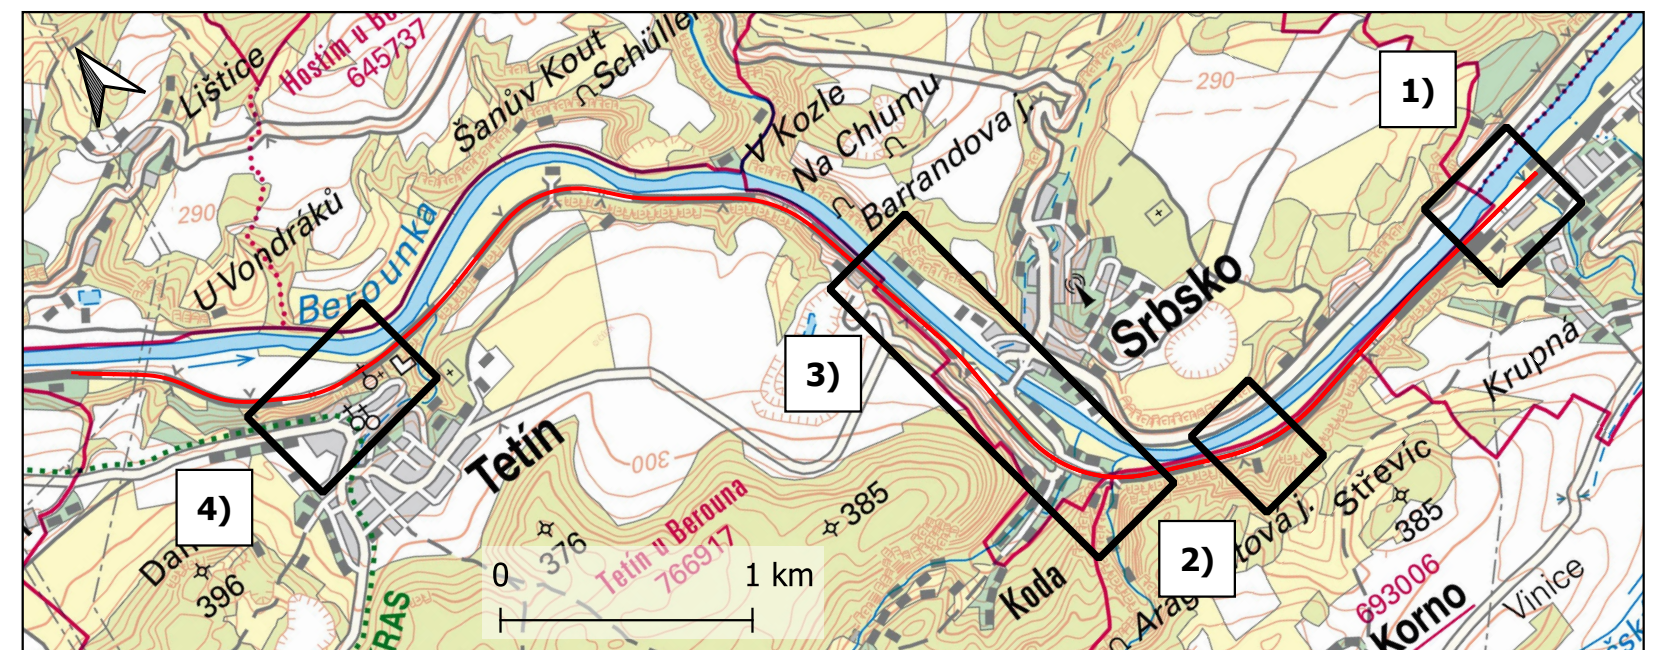 Lištice
Hostim u Be
645737
Šanův Kout
Schüller
V Kozle
Na Chlumu
Barrandova j.
290
1)
290
U Vondráků
Berounka
Srbsko
Krupná
3)
Tetín
300
4)
385
Střevíc
385
2)
tova j.
376
Tetín u Berouna
766917
396
0
1 km
Koda
693006
Korno
Vinice
RAS